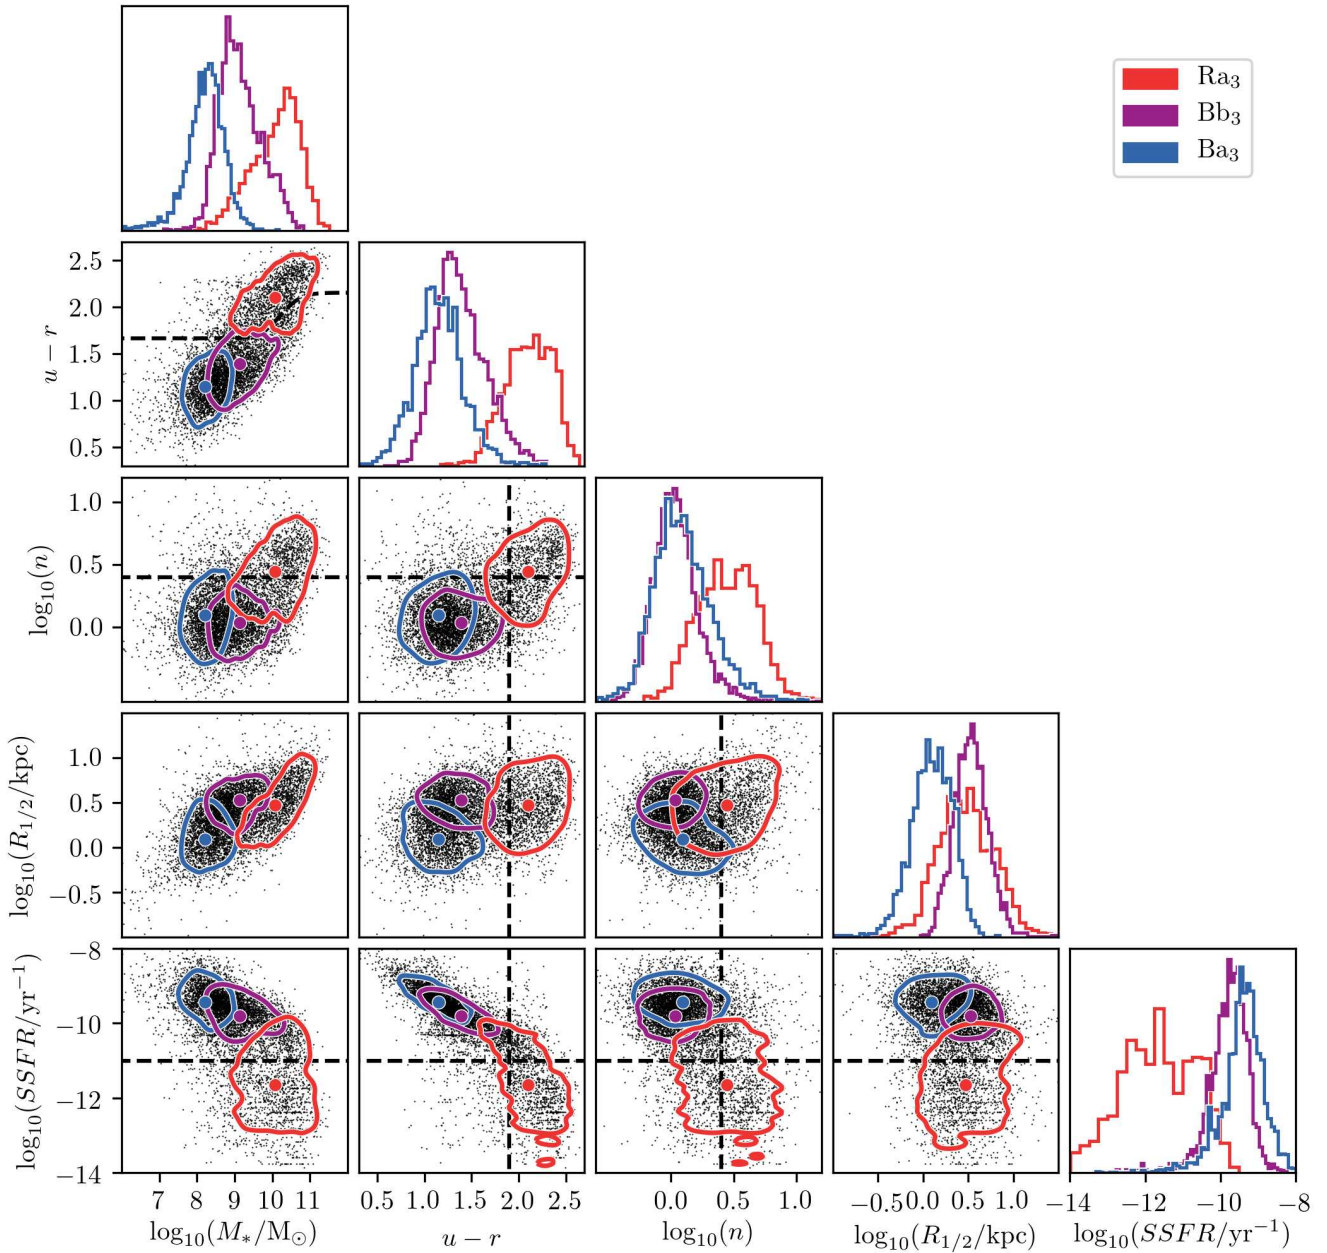 Ra₃
Bb₃
Ba₃
2.5
2.0
1.5
1.0
0.5
u − r
1.0
0.5
0.0
log₁₀(n)
1.0
0.5
0.0
−0.5
log₁₀(R₁/₂/kpc)
−8
−10
−12
−14
log₁₀(SSFR/yr⁻¹)
7 8 9 10 11
0.5 1.0 1.5 2.0 2.5
0.0 0.5 1.0
−0.5 0.0 0.5 1.0
−14 −12 −10 −8
log₁₀(M*/M⊙)
u − r
log₁₀(n)
log₁₀(R₁/₂/kpc)
log₁₀(SSFR/yr⁻¹)